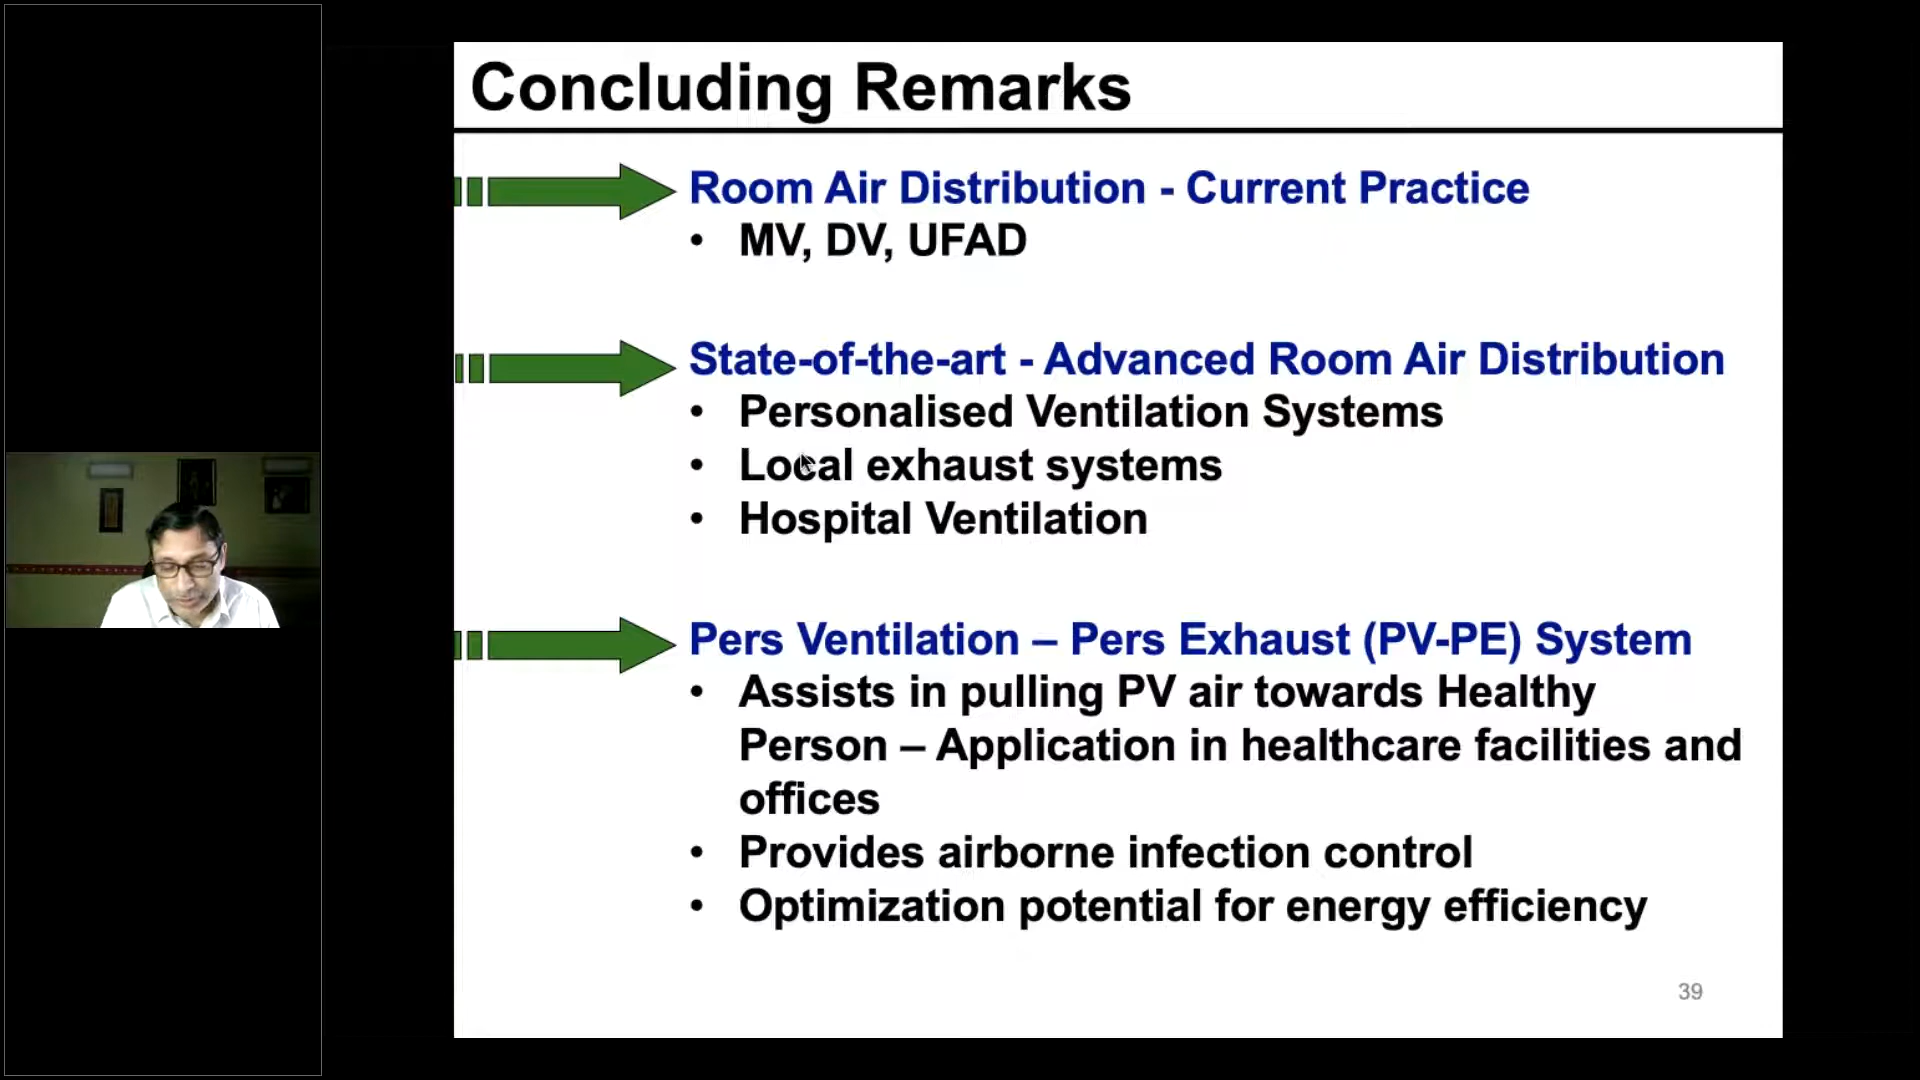 Concluding Remarks
Room Air Distribution - Current Practice
• MV, DV, UFAD
State-of-the-art - Advanced Room Air Distribution
• Personalised Ventilation Systems
• Local exhaust systems
• Hospital Ventilation
Pers Ventilation – Pers Exhaust (PV-PE) System
• Assists in pulling PV air towards Healthy
Person – Application in healthcare facilities and
offices
• Provides airborne infection control
• Optimization potential for energy efficiency
39